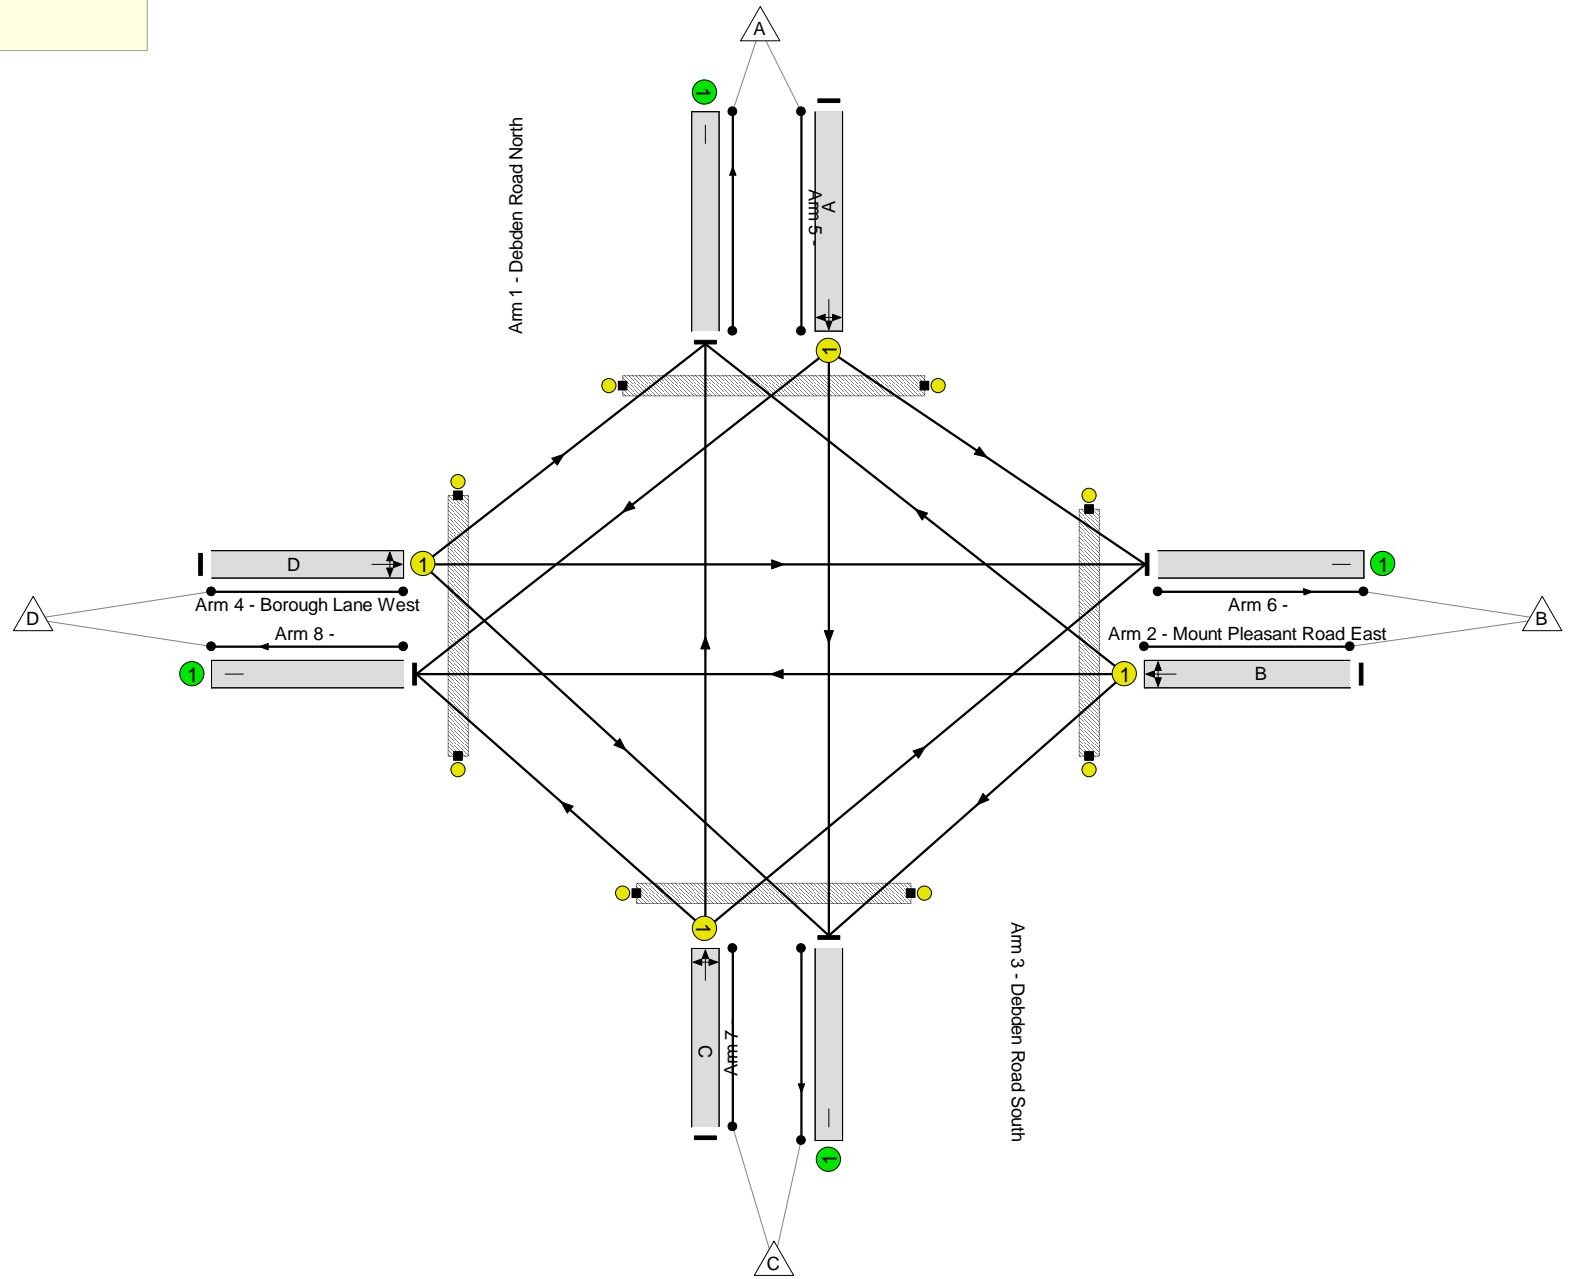 A
1
Arm 1 - Debden Road North
A
Arm 5 -
1
D
1
1
D
Arm 4 - Borough Lane West
Arm 6 -
B
Arm 8 -
Arm 2 - Mount Pleasant Road East
1
1
B
1
Arm 3 - Debden Road South
C
Arm 7
1
C